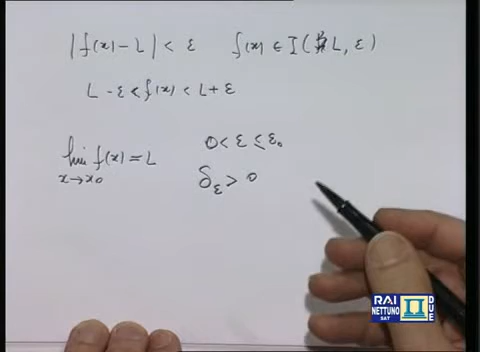 |f(x) - L| < ε   f(x) ∈ I(L, ε)
L - ε < f(x) < L + ε
lim f(x) = L   0 < ε ≤ ε₀
x→x₀   δ_ε > 0
RAI
NETTUNO
SAT
DUE